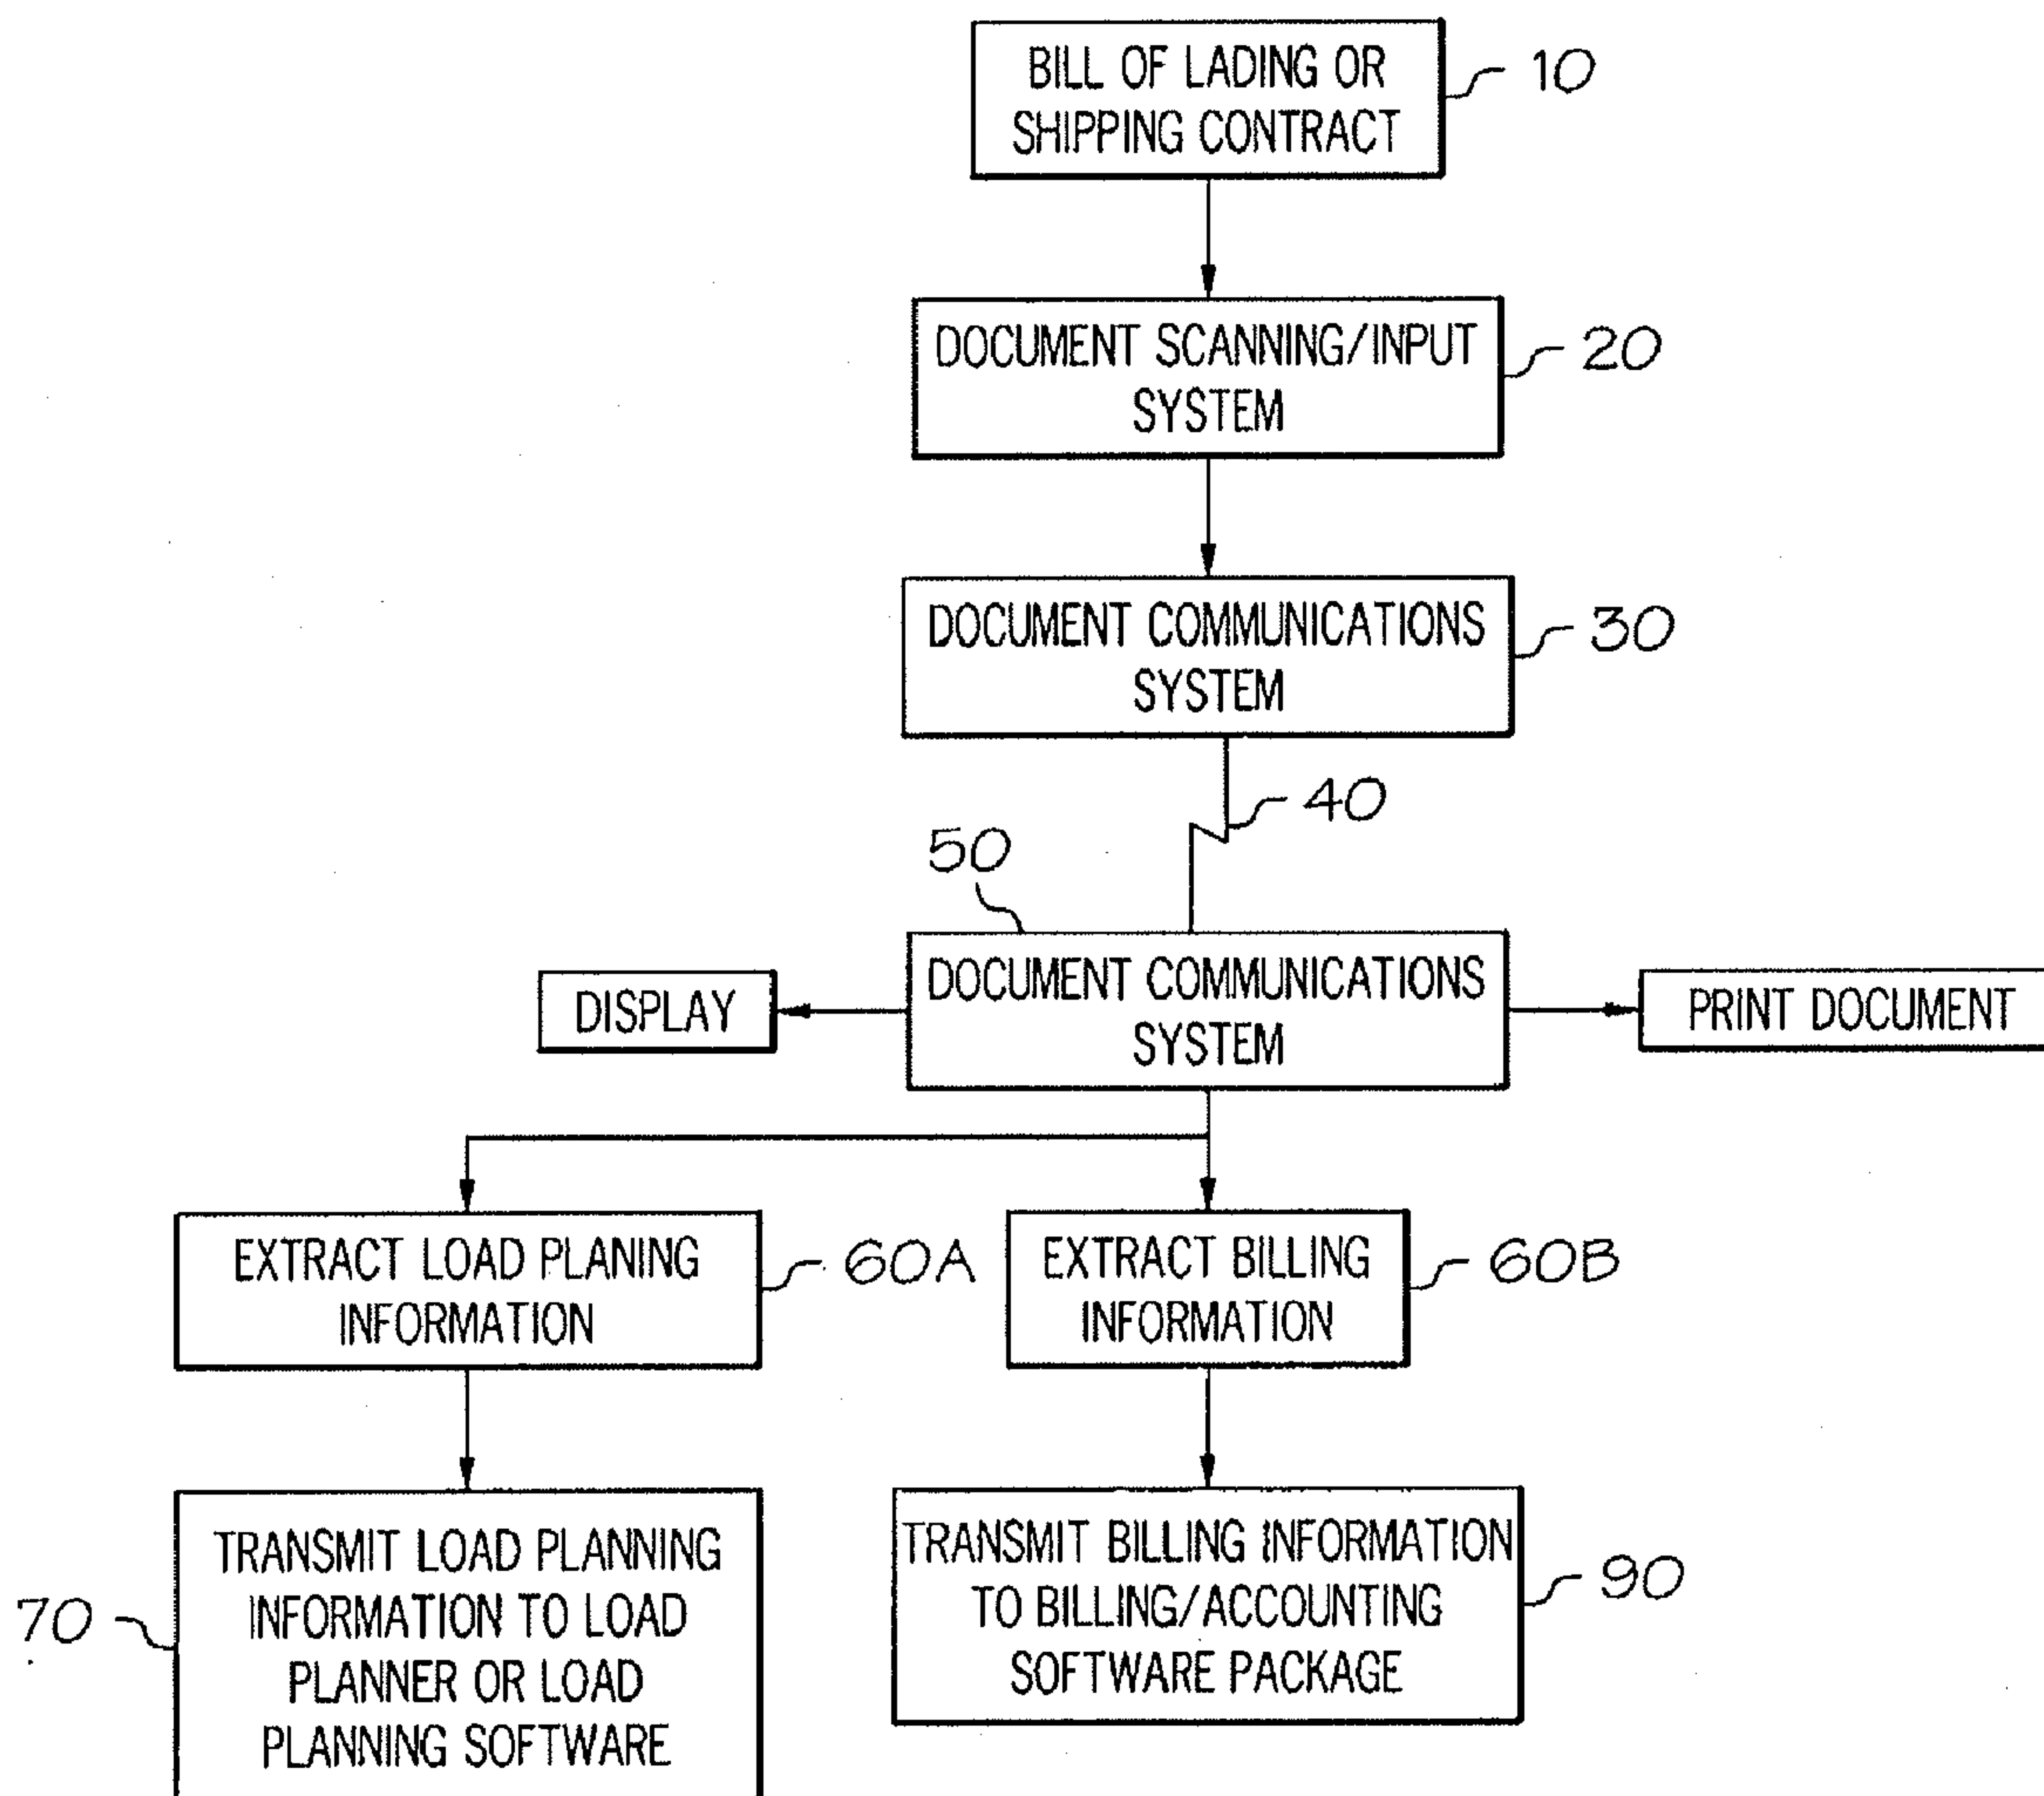 BILL OF LADING OR
SHIPPING CONTRACT
10
DOCUMENT SCANNING/INPUT
SYSTEM
20
DOCUMENT COMMUNICATIONS
SYSTEM
30
40
50
DISPLAY
DOCUMENT COMMUNICATIONS
SYSTEM
PRINT DOCUMENT
EXTRACT LOAD PLANING
INFORMATION
60A
EXTRACT BILLING
INFORMATION
60B
70
TRANSMIT LOAD PLANNING
INFORMATION TO LOAD
PLANNER OR LOAD
PLANNING SOFTWARE
TRANSMIT BILLING INFORMATION
TO BILLING/ACCOUNTING
SOFTWARE PACKAGE
90